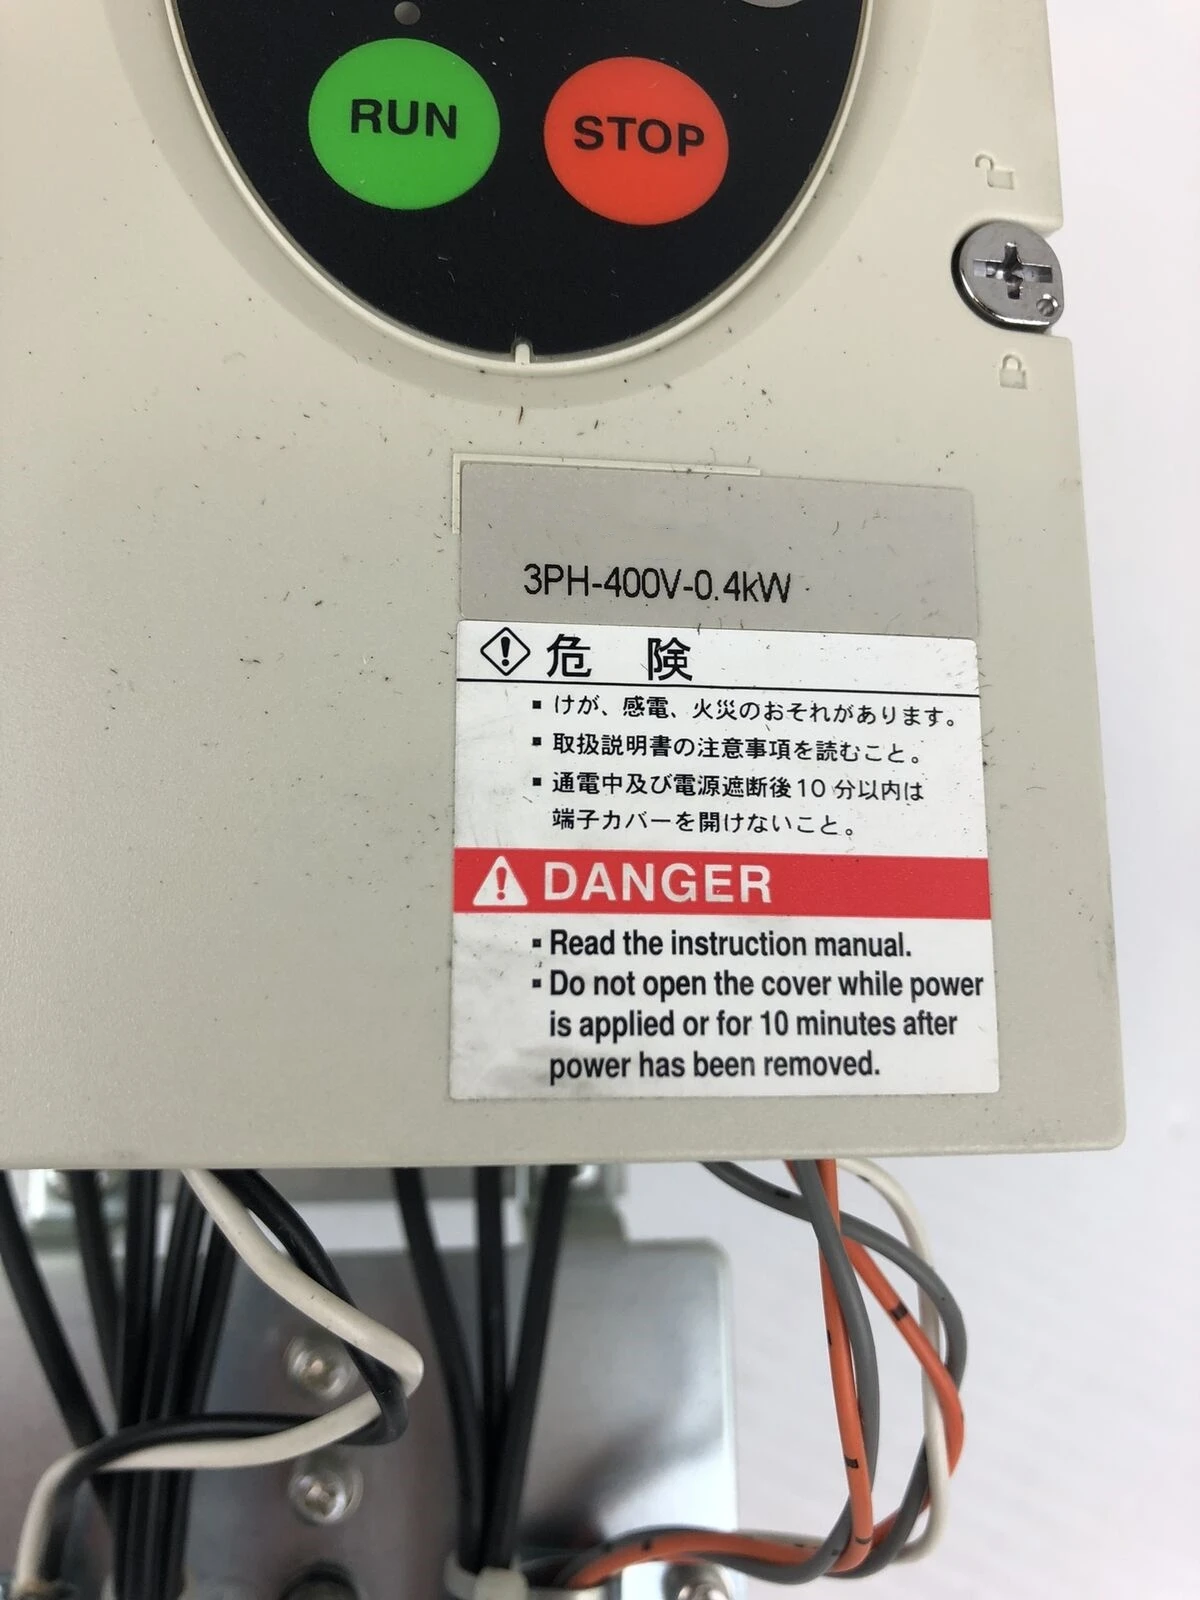 RUN
STOP
3PH-400V-0.4kW
危 険
▪ けが、感電、火災のおそれがあります。
▪ 取扱説明書の注意事項を読むこと。
▪ 通電中及び電源遮断後10分以内は
端子カバーを開けないこと。
DANGER
▪ Read the instruction manual.
▪ Do not open the cover while power
is applied or for 10 minutes after
power has been removed.